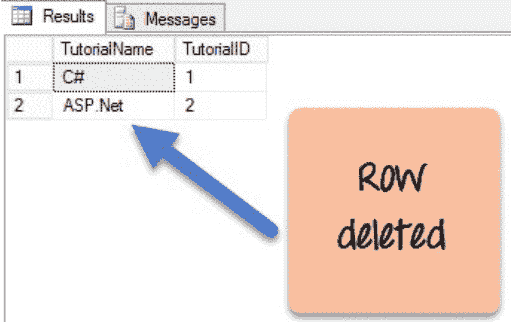 Results Messages
TutorialName TutorialID
1 C# 1
2 ASP.Net 2
Row
deleted